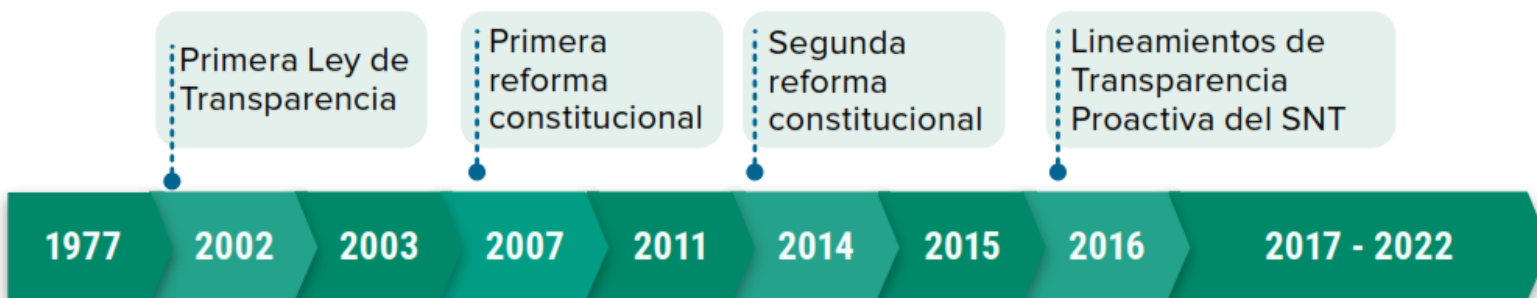 Primera Ley de
Transparencia
Primera
reforma
constitucional
Segunda
reforma
constitucional
Lineamientos de
Transparencia
Proactiva del SNT
1977
2002
2003
2007
2011
2014
2015
2016
2017 - 2022